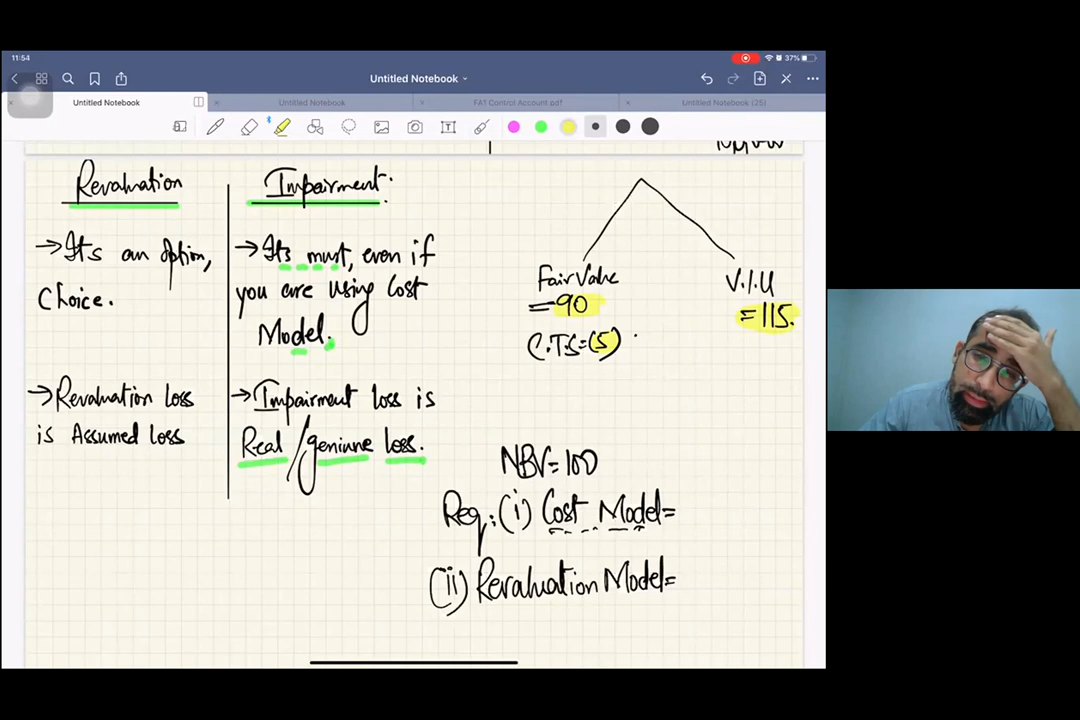 11:54
37%
Untitled Notebook
Untitled Notebook
Untitled Notebook
FA1 Control Account pdf
Untitled Notebook (25)
Revaluation
→ Its an option,
Choice.
→ Revaluation Loss
is Assumed loss
Impairment:
→ Its must, even if
you are using Cost
Model.
→ Impairment loss is
Real/geniune loss.
Fair Value
= 90
C.T.S = (5)
V.I.U
= 115.
NBV = 100
Req: (i) Cost Model =
(ii) Revaluation Model =